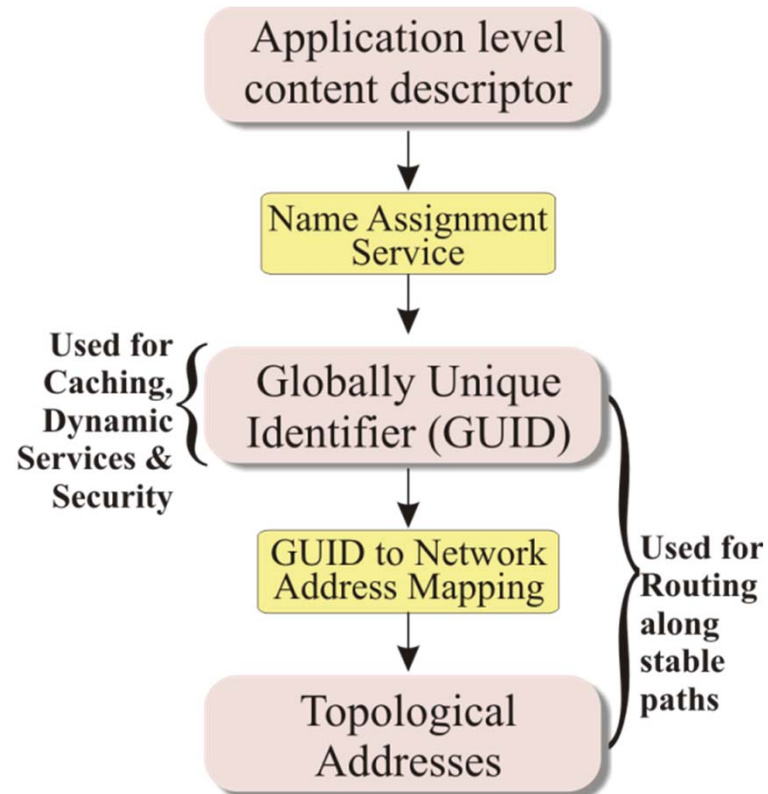 Application level
content descriptor
Name Assignment
Service
Used for
Caching,
Dynamic
Services &
Security
Globally Unique
Identifier (GUID)
GUID to Network
Address Mapping
Used for
Routing
along
stable
paths
Topological
Addresses